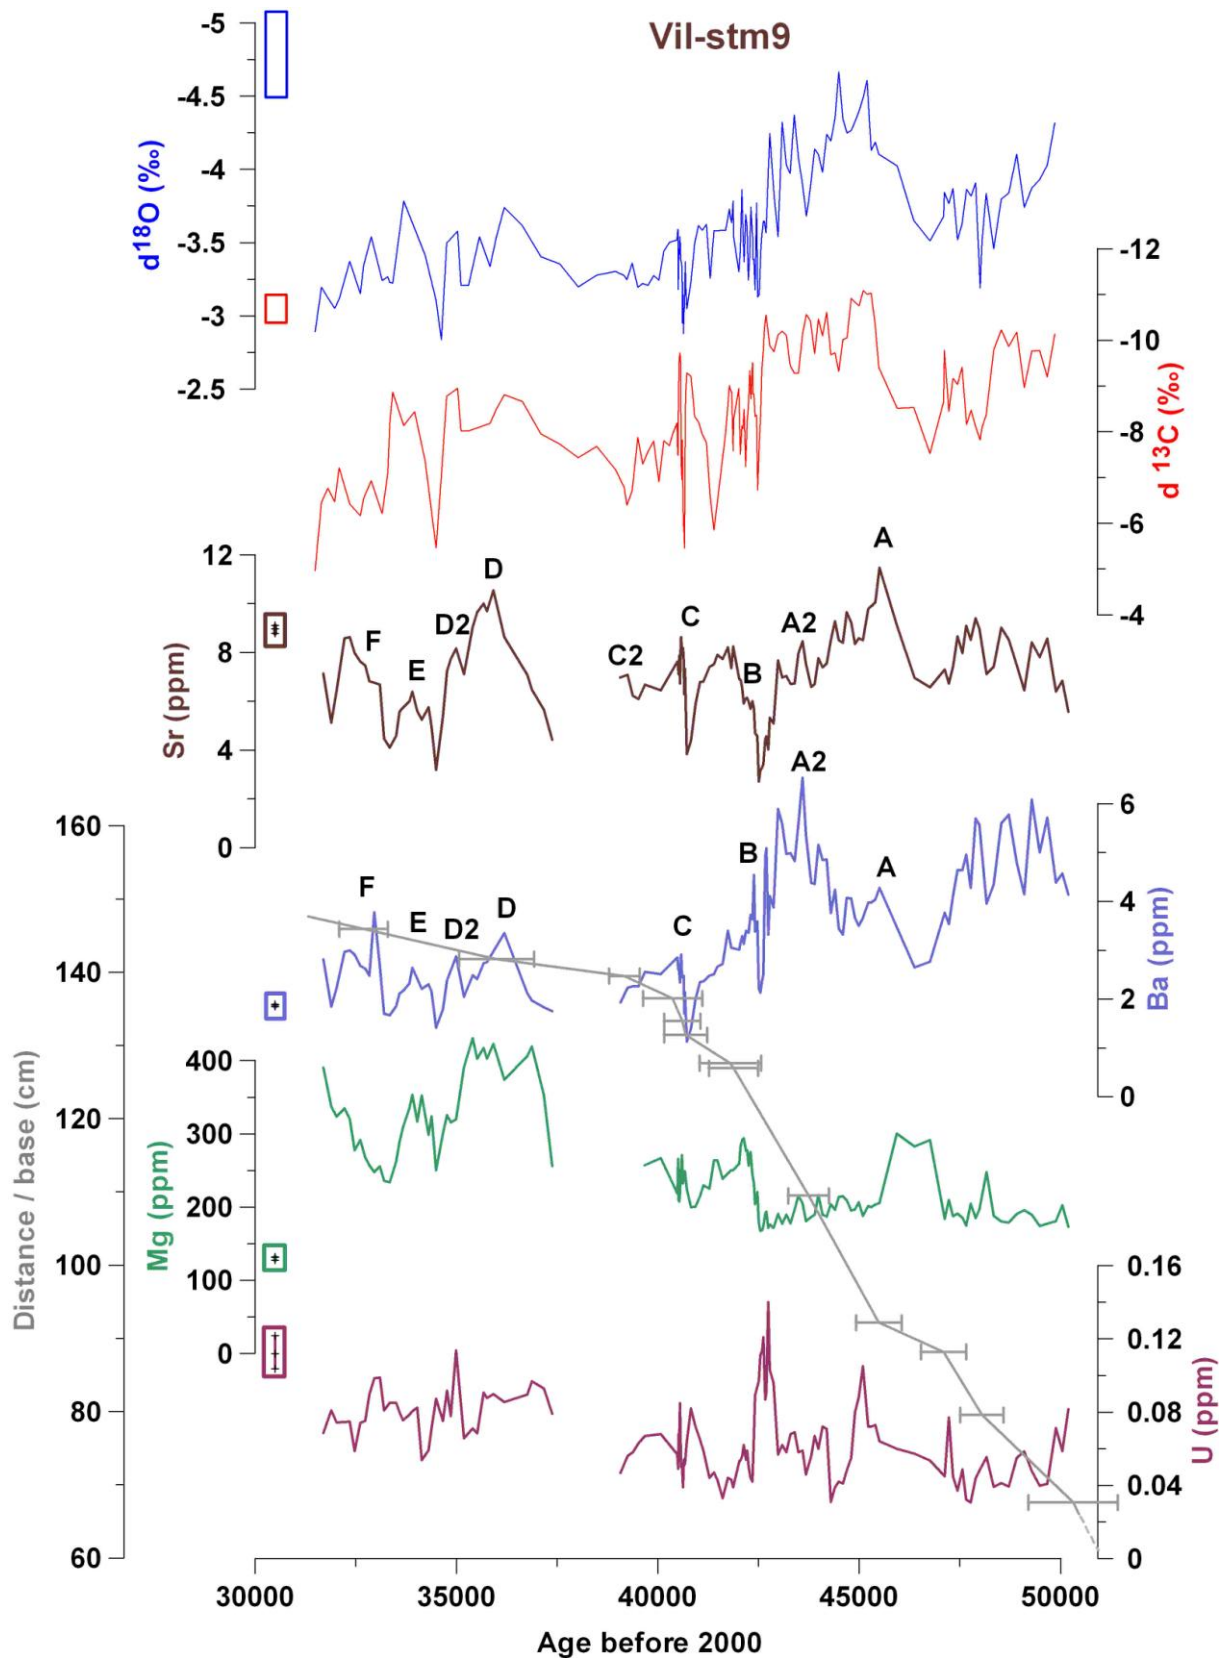 Vil-stm9
-5
-4.5
-4
-3.5
-3
-2.5
d18O (‰)
-12
-10
-8
-6
-4
d 13C (‰)
12
8
4
0
Sr (ppm)
F
E
D2
D
C2
C
B
A2
A
6
4
2
0
Ba (ppm)
F
E
D2
D
C
B
A2
A
160
140
120
100
80
60
Distance / base (cm)
400
300
200
100
0
Mg (ppm)
0.16
0.12
0.08
0.04
0
U (ppm)
30000 35000 40000 45000 50000
Age before 2000